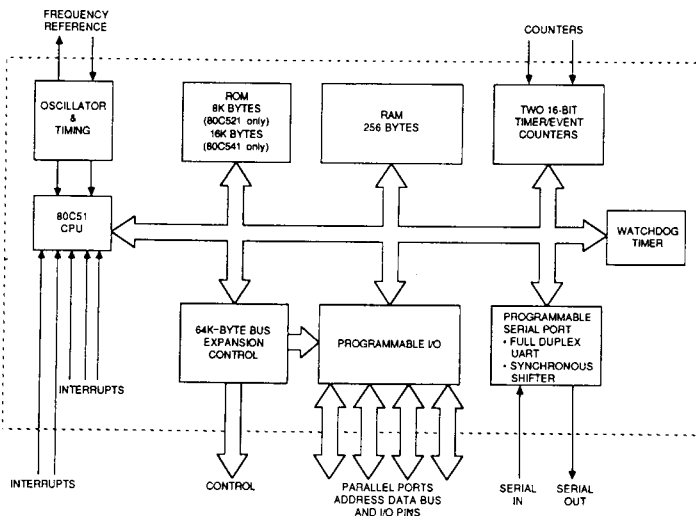 FREQUENCY
REFERENCE
COUNTERS
OSCILLATOR
&
TIMING
ROM
8K BYTES
(80C521 only)
16K BYTES
(80C541 only)
RAM
256 BYTES
TWO 16-BIT
TIMER/EVENT
COUNTERS
80C51
CPU
WATCHDOG
TIMER
64K-BYTE BUS
EXPANSION
CONTROL
PROGRAMMABLE I/O
PROGRAMMABLE
SERIAL PORT
• FULL DUPLEX
UART
• SYNCHRONOUS
SHIFTER
INTERRUPTS
INTERRUPTS
CONTROL
PARALLEL PORTS
ADDRESS DATA BUS
AND I/O PINS
SERIAL
IN
SERIAL
OUT